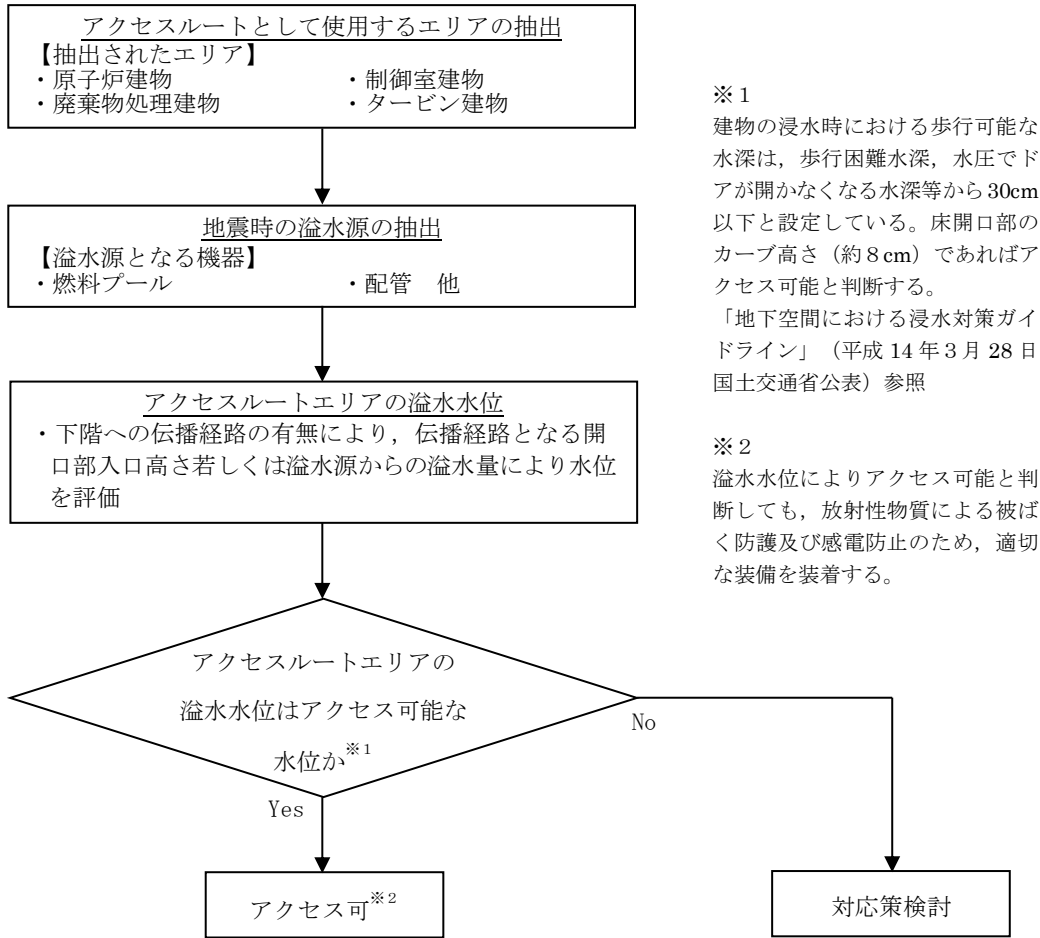 アクセスルートとして使用するエリアの抽出
【抽出されたエリア】
・原子炉建物　・制御室建物
・廃棄物処理建物　・タービン建物
地震時の溢水源の抽出
【溢水源となる機器】
・燃料プール　・配管　他
アクセスルートエリアの溢水水位
・下階への伝播経路の有無により，伝播経路となる開
口部入口高さ若しくは溢水源からの溢水量により水位
を評価
アクセスルートエリアの
溢水水位はアクセス可能な
水位か※1
No
Yes
アクセス可※2
対応策検討
※1
建物の浸水時における歩行可能な
水深は，歩行困難水深，水圧でド
アが開かなくなる水深等から30cm
以下と設定している。床開口部の
カーブ高さ（約８cm）であればア
クセス可能と判断する。
「地下空間における浸水対策ガイ
ドライン」（平成 14 年３月 28 日
国土交通省公表）参照
※2
溢水水位によりアクセス可能と判
断しても，放射性物質による被ば
く防護及び感電防止のため，適切
な装備を装着する。